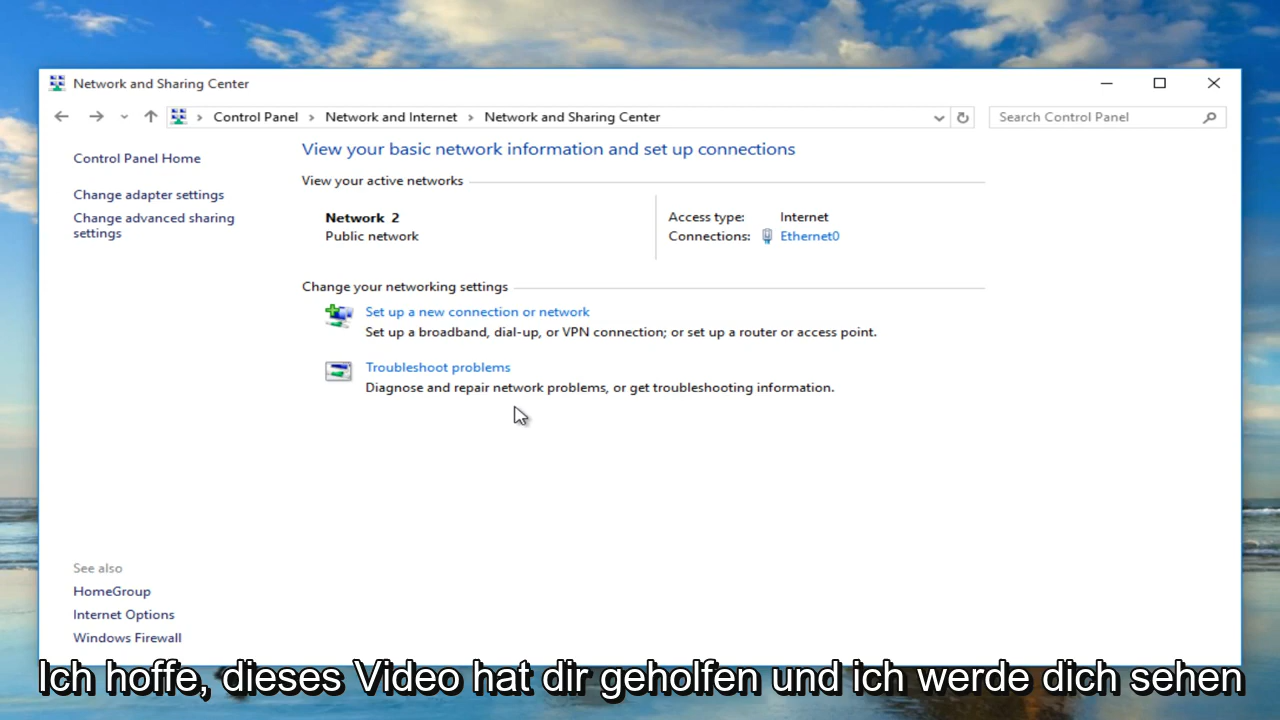 Network and Sharing Center
Control Panel > Network and Internet > Network and Sharing Center
Search Control Panel
Control Panel Home
Change adapter settings
Change advanced sharing
settings
View your basic network information and set up connections
View your active networks
Network 2
Public network
Access type: Internet
Connections: Ethernet0
Change your networking settings
Set up a new connection or network
Set up a broadband, dial-up, or VPN connection; or set up a router or access point.
Troubleshoot problems
Diagnose and repair network problems, or get troubleshooting information.
See also
HomeGroup
Internet Options
Windows Firewall
Ich hoffe, dieses Video hat dir geholfen und ich werde dich sehen